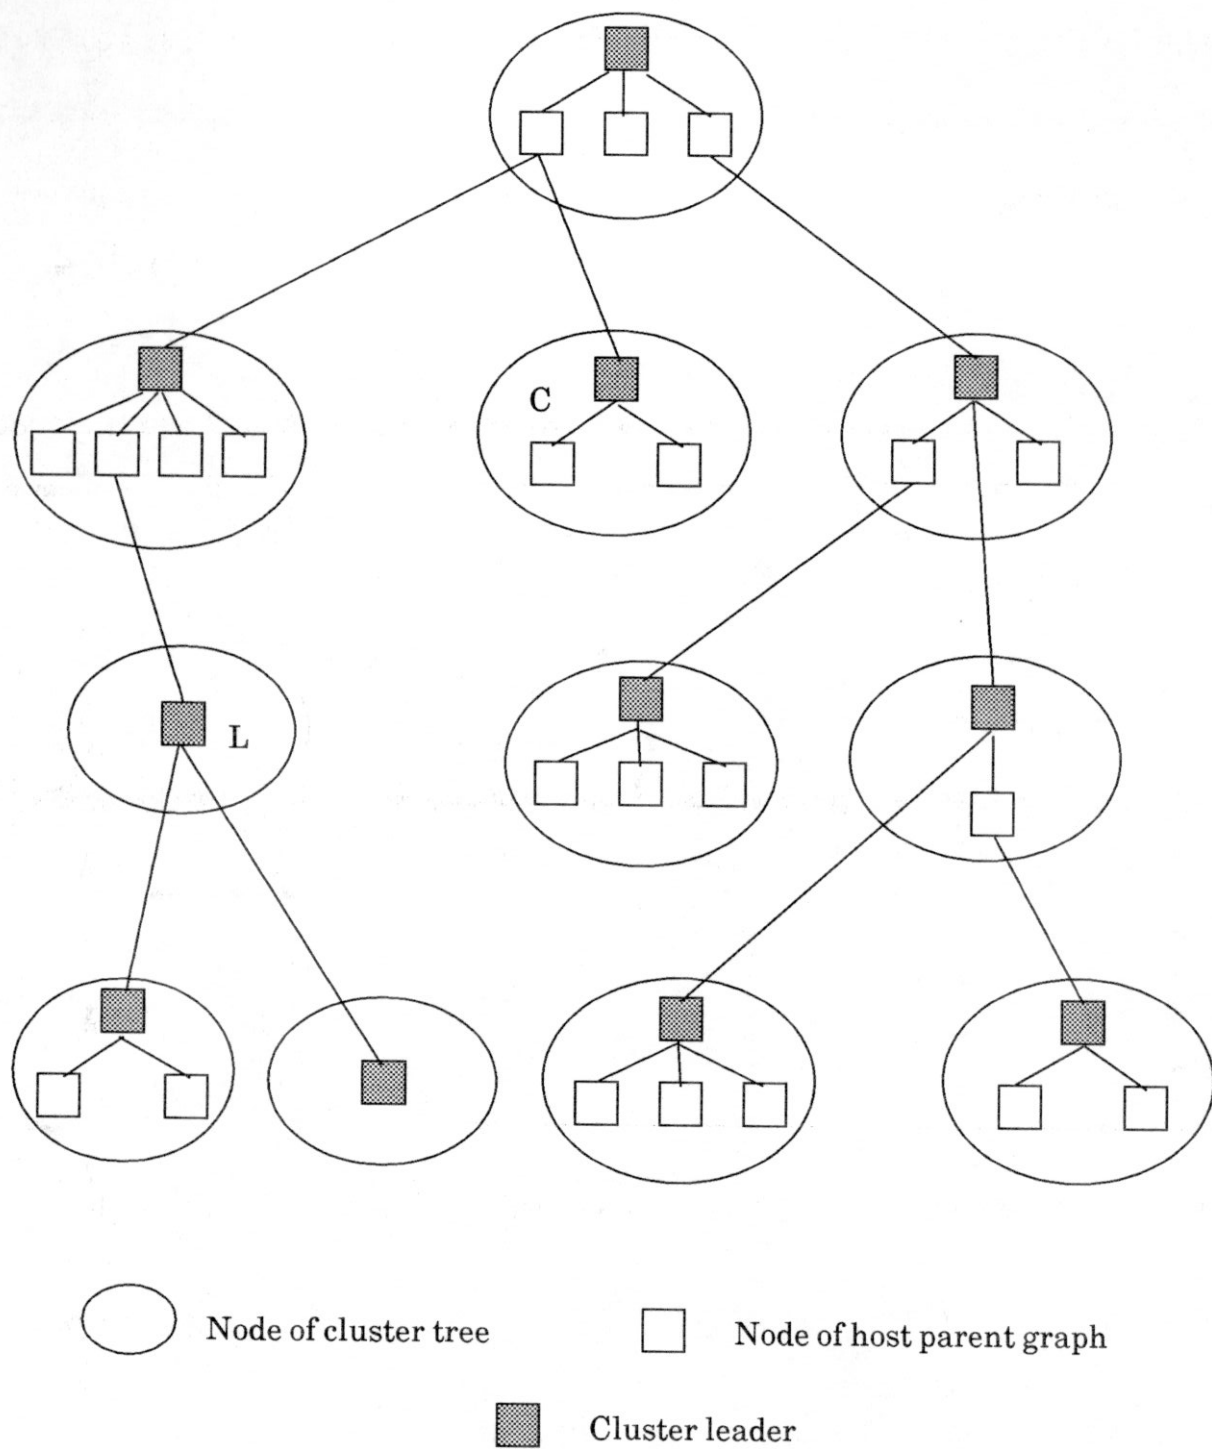 C
L
Node of cluster tree
Node of host parent graph
Cluster leader